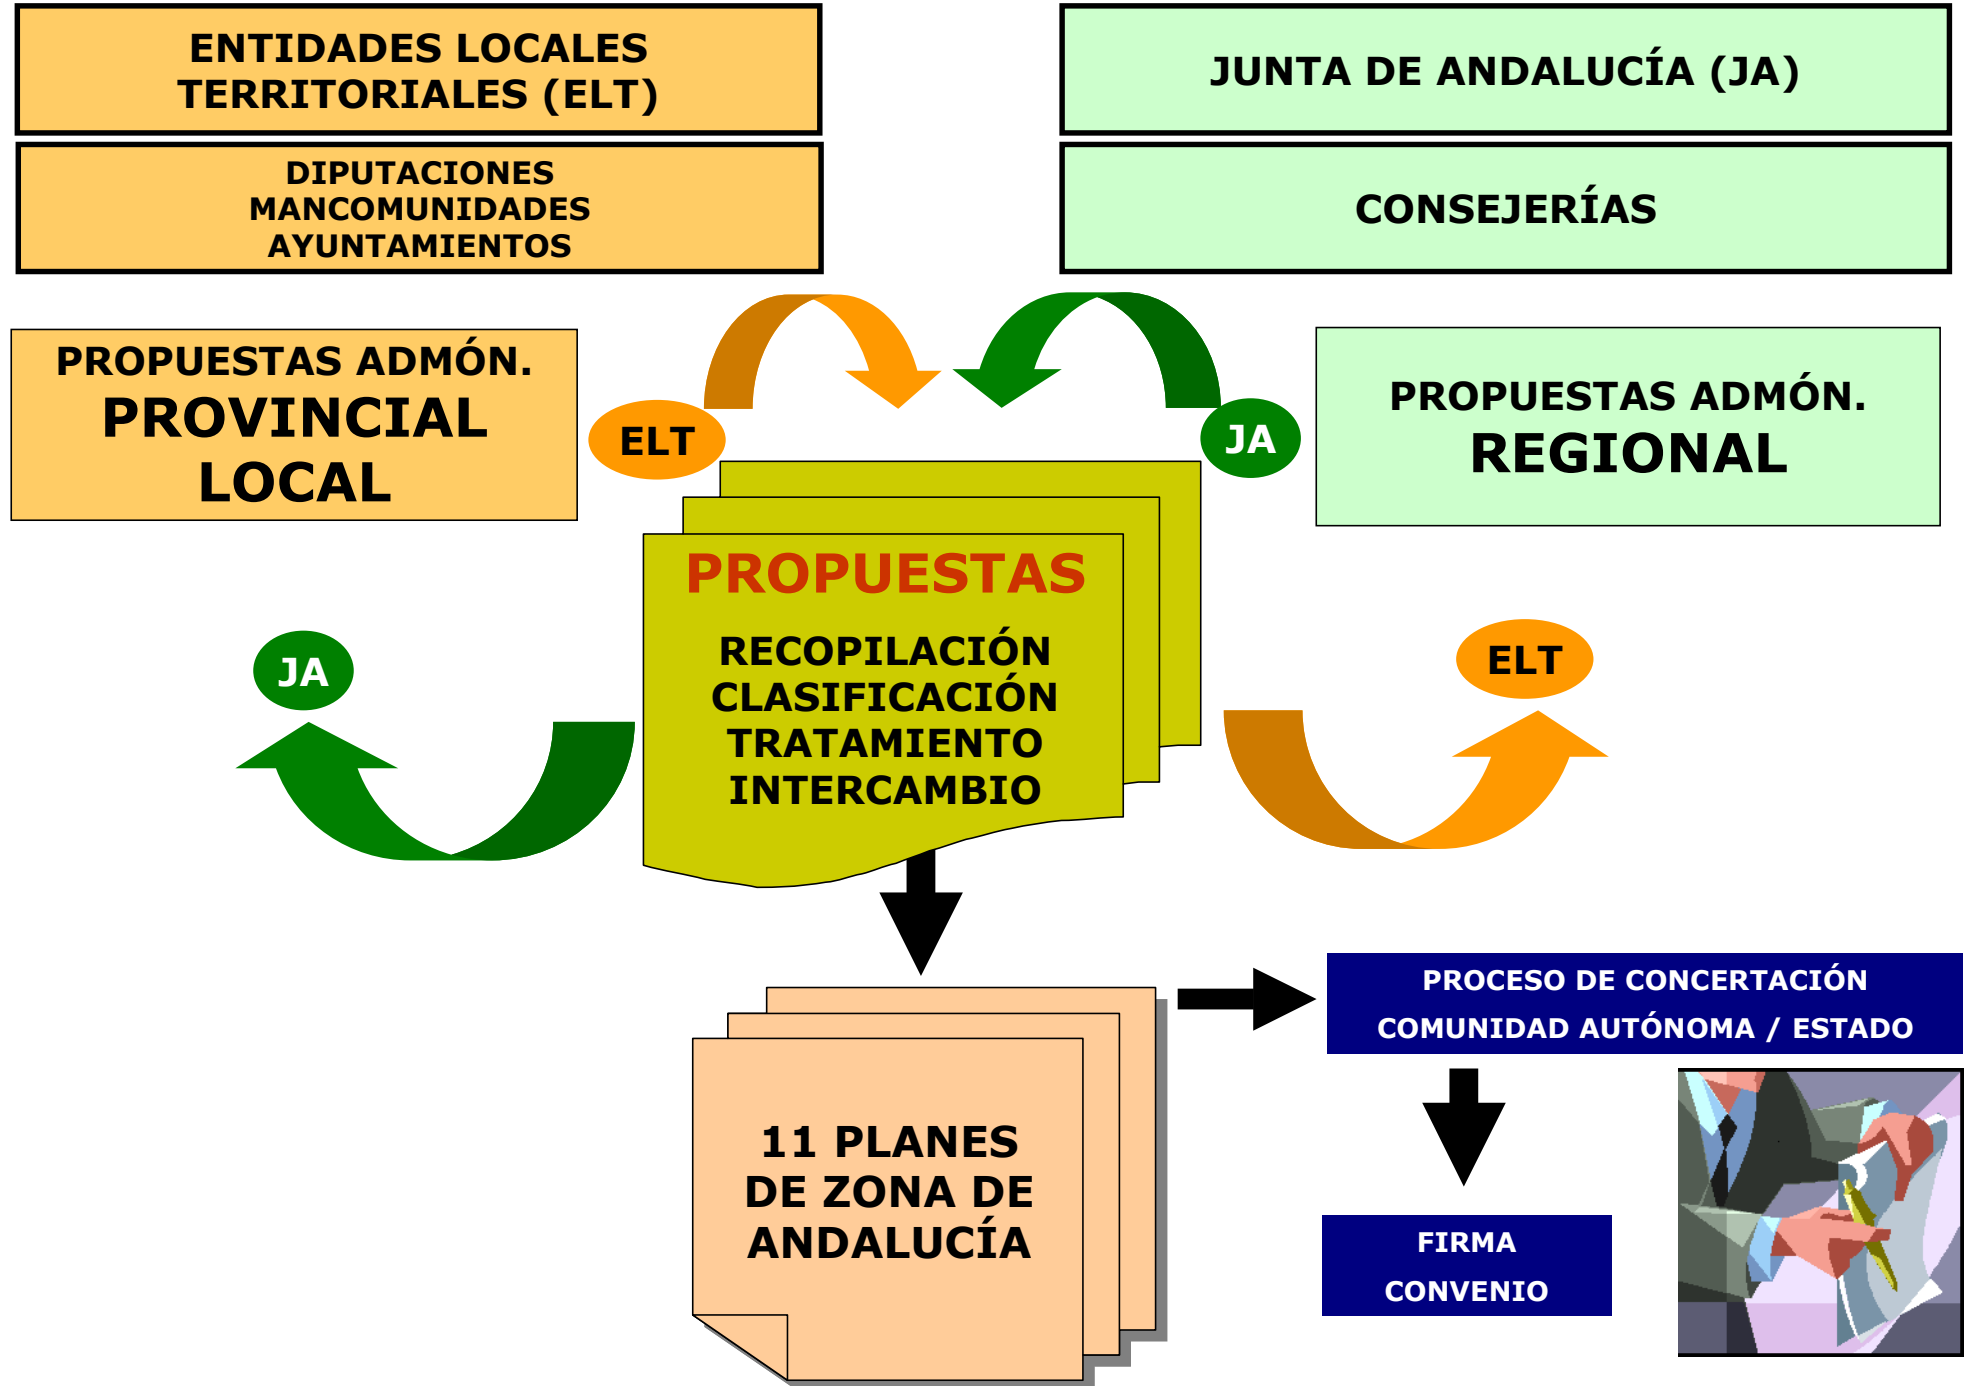 ENTIDADES LOCALES
TERRITORIALES (ELT)
JUNTA DE ANDALUCÍA (JA)
DIPUTACIONES
MANCOMUNIDADES
AYUNTAMIENTOS
CONSEJERÍAS
PROPUESTAS ADMÓN.
PROVINCIAL
LOCAL
ELT
JA
PROPUESTAS ADMÓN.
REGIONAL
PROPUESTAS
RECOPILACIÓN
CLASIFICACIÓN
TRATAMIENTO
INTERCAMBIO
JA
ELT
11 PLANES
DE ZONA DE
ANDALUCÍA
PROCESO DE CONCERTACIÓN
COMUNIDAD AUTÓNOMA / ESTADO
FIRMA
CONVENIO